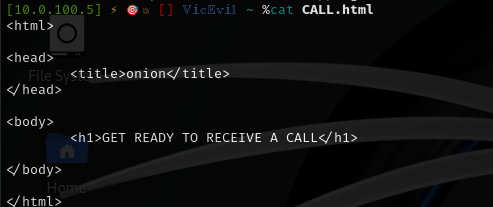 [10.0.100.5] ⚡ 🎯💥 [] VicEvil ~ %cat CALL.html
<html>
<head>
File System
<title>onion</title>
</head>
<body>
<h1>GET READY TO RECEIVE A CALL</h1>
</body>
Home
</html>